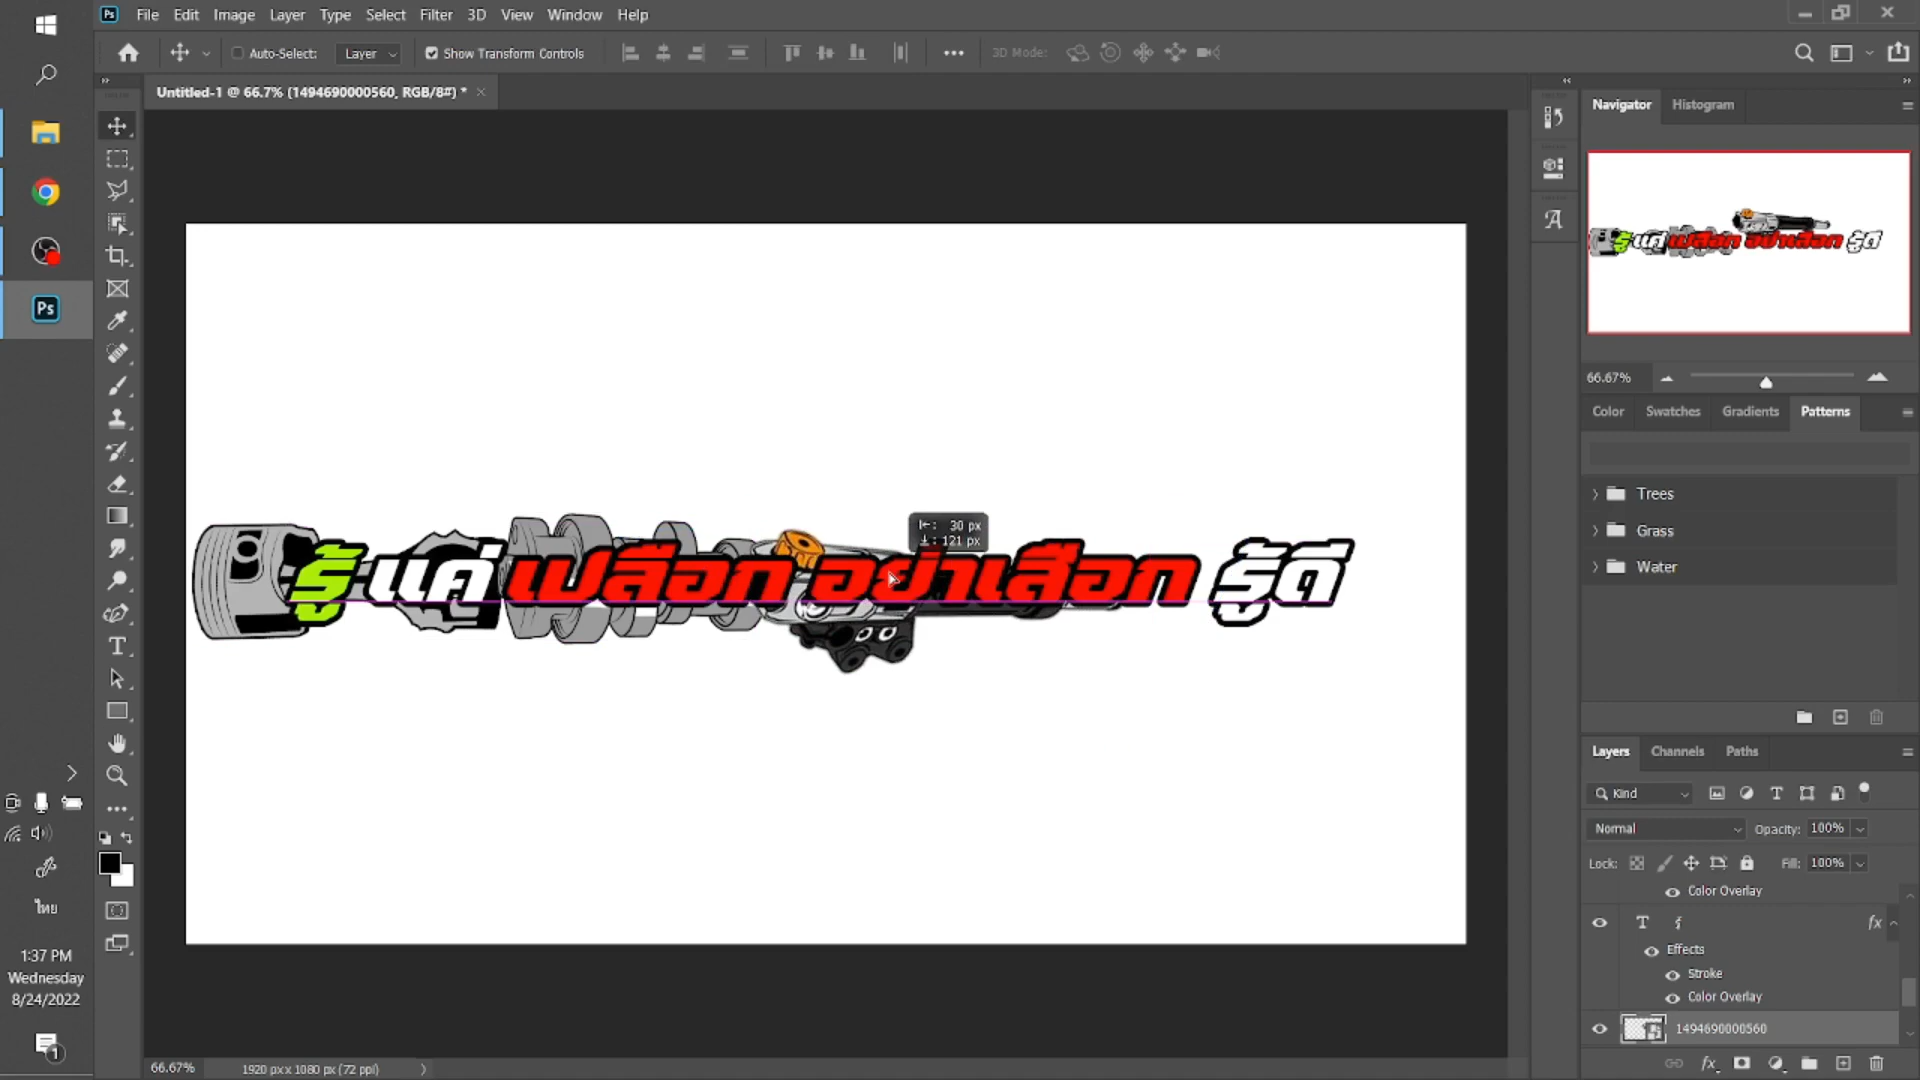 File Edit Image Layer Type Select Filter 3D View Window Help
Auto-Select: Layer Show Transform Controls 3D Mode:
Untitled-1 @ 66.7% (1494690000560, RGB/8#) *
Navigator Histogram
66.67%
Color Swatches Gradients Patterns
Trees
Grass
Water
30 px
121 px
รู้ แค่ เฟลือก อย่าเสือก รู้ดี
Layers Channels Paths
Kind
Normal Opacity: 100%
Lock: Fill: 100%
Color Overlay
T fx
Effects
Stroke
Color Overlay
1494690000560
Ps
ไทย
1:37 PM
Wednesday
8/24/2022
1
66.67% 1920 px x 1080 px (72 ppi)